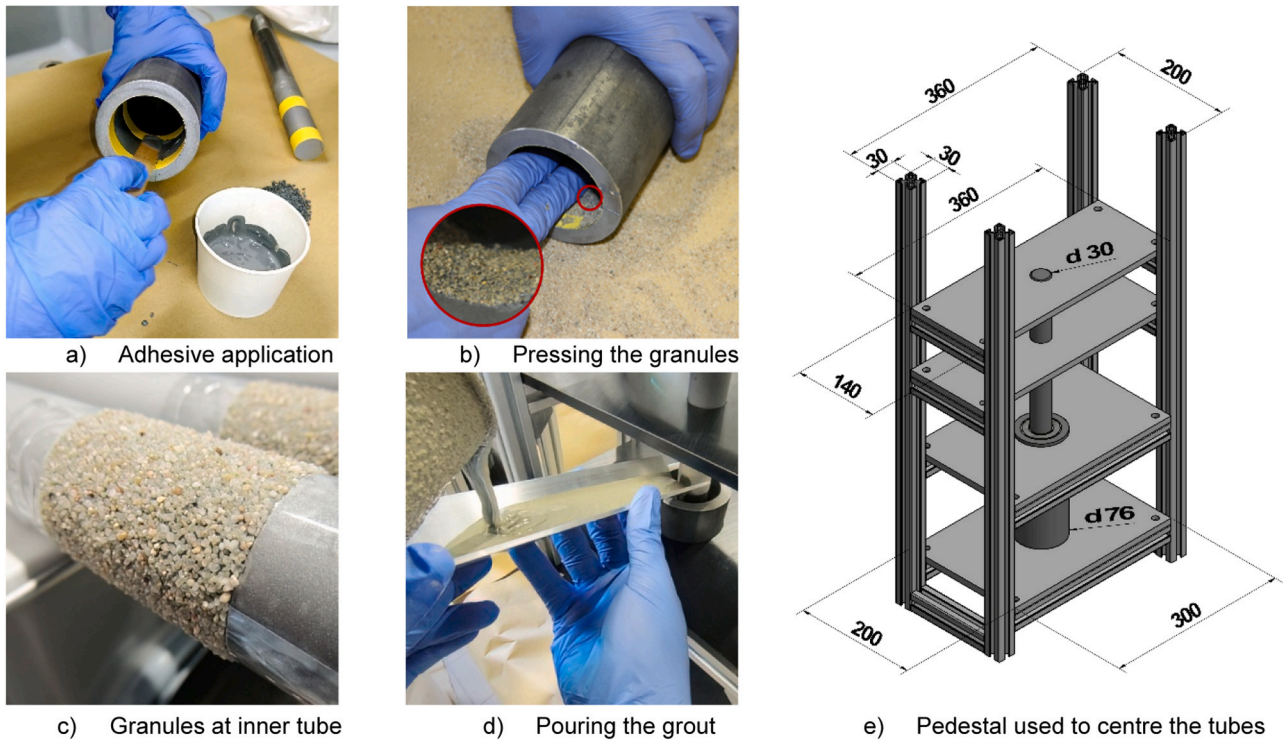 a) Adhesive application
b) Pressing the granules
c) Granules at inner tube
d) Pouring the grout
360
200
30
30
360
d 30
140
d 76
200
300
e) Pedestal used to centre the tubes